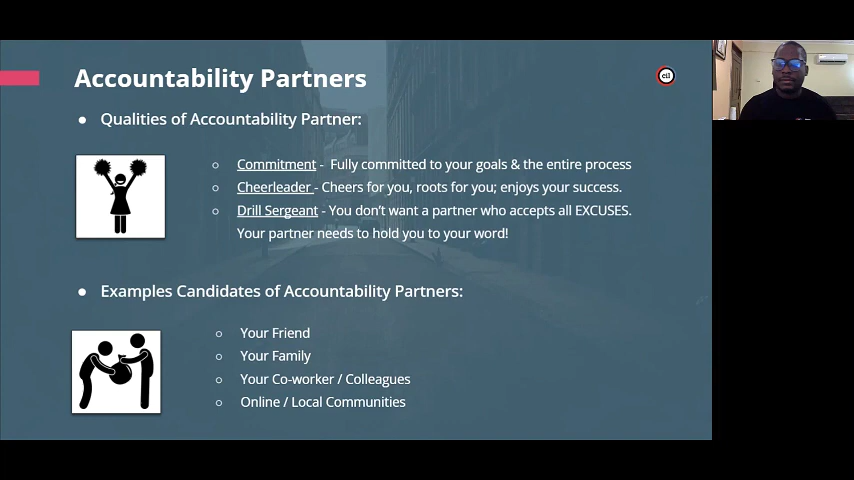 Accountability Partners
● Qualities of Accountability Partner:
○ Commitment - Fully committed to your goals & the entire process
○ Cheerleader - Cheers for you, roots for you; enjoys your success.
○ Drill Sergeant - You don't want a partner who accepts all EXCUSES.
Your partner needs to hold you to your word!
● Examples Candidates of Accountability Partners:
○ Your Friend
○ Your Family
○ Your Co-worker / Colleagues
○ Online / Local Communities
cil